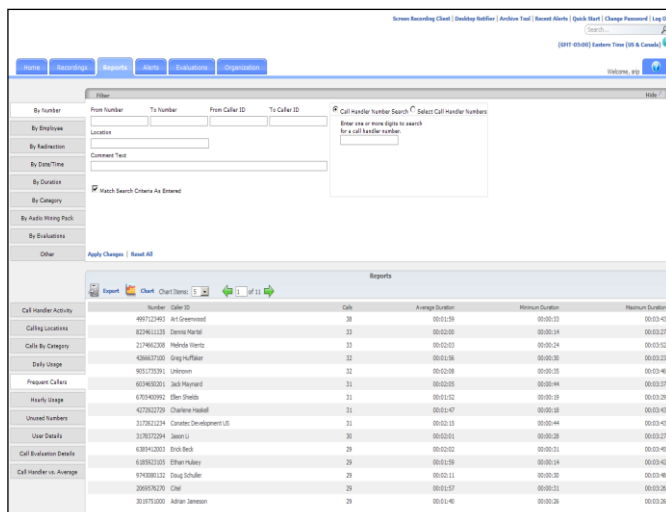 Screen Recording Client | Desktop Notifier | Archive Tool | Recent Alerts | Quick Start | Change Password | Log O
Search...
(GMT-05:00) Eastern Time (US & Canada)
Home Recordings Reports Alerts Evaluations Organization
Welcome, srp
Filter Hide
By Number
By Employee
By Redirection
By Date/Time
By Duration
By Category
By Audio Mining Pack
By Evaluations
Other
From Number To Number From Caller ID To Caller ID
Location
Comment Text
Match Search Criteria As Entered
Call Handler Number Search Select Call Handler Numbers
Enter one or more digits to search
for a call handler number.
Apply Changes | Reset All
Reports
Export Chart Chart Items: 5 1 of 11
Call Handler Activity
Calling Locations
Calls By Category
Daily Usage
Frequent Callers
Hourly Usage
Unused Numbers
User Details
Call Evaluation Details
Call Handler vs. Average
Number Caller ID Calls Average Duration Minimum Duration Maximum Duration
4997123493 Art Greenwood 38 00:01:59 00:00:33 00:03:43
8234611135 Dennis Martel 33 00:02:00 00:00:14 00:03:27
2174662308 Melinda Wentz 33 00:02:03 00:00:24 00:03:52
4266637100 Greg Huffaker 32 00:01:56 00:00:30 00:03:23
9051735391 Unknown 32 00:02:08 00:00:35 00:03:46
6034650201 Jack Maynard 31 00:02:05 00:00:44 00:03:37
6705400992 Ellen Shields 31 00:01:52 00:00:19 00:03:29
4272922729 Charlene Haskell 31 00:01:47 00:00:18 00:03:43
3172621234 Conatec Development US 31 00:02:15 00:00:44 00:03:43
3178372294 Jason Li 30 00:02:01 00:00:28 00:03:27
6385412003 Erick Beck 29 00:02:02 00:00:31 00:03:40
6185923105 Ethan Hulsey 29 00:01:59 00:00:14 00:03:42
9743080132 Doug Schuller 29 00:02:11 00:00:30 00:03:48
2069576270 Citel 29 00:01:57 00:00:31 00:03:26
3019751000 Adrian Jameson 29 00:01:40 00:00:26 00:03:26